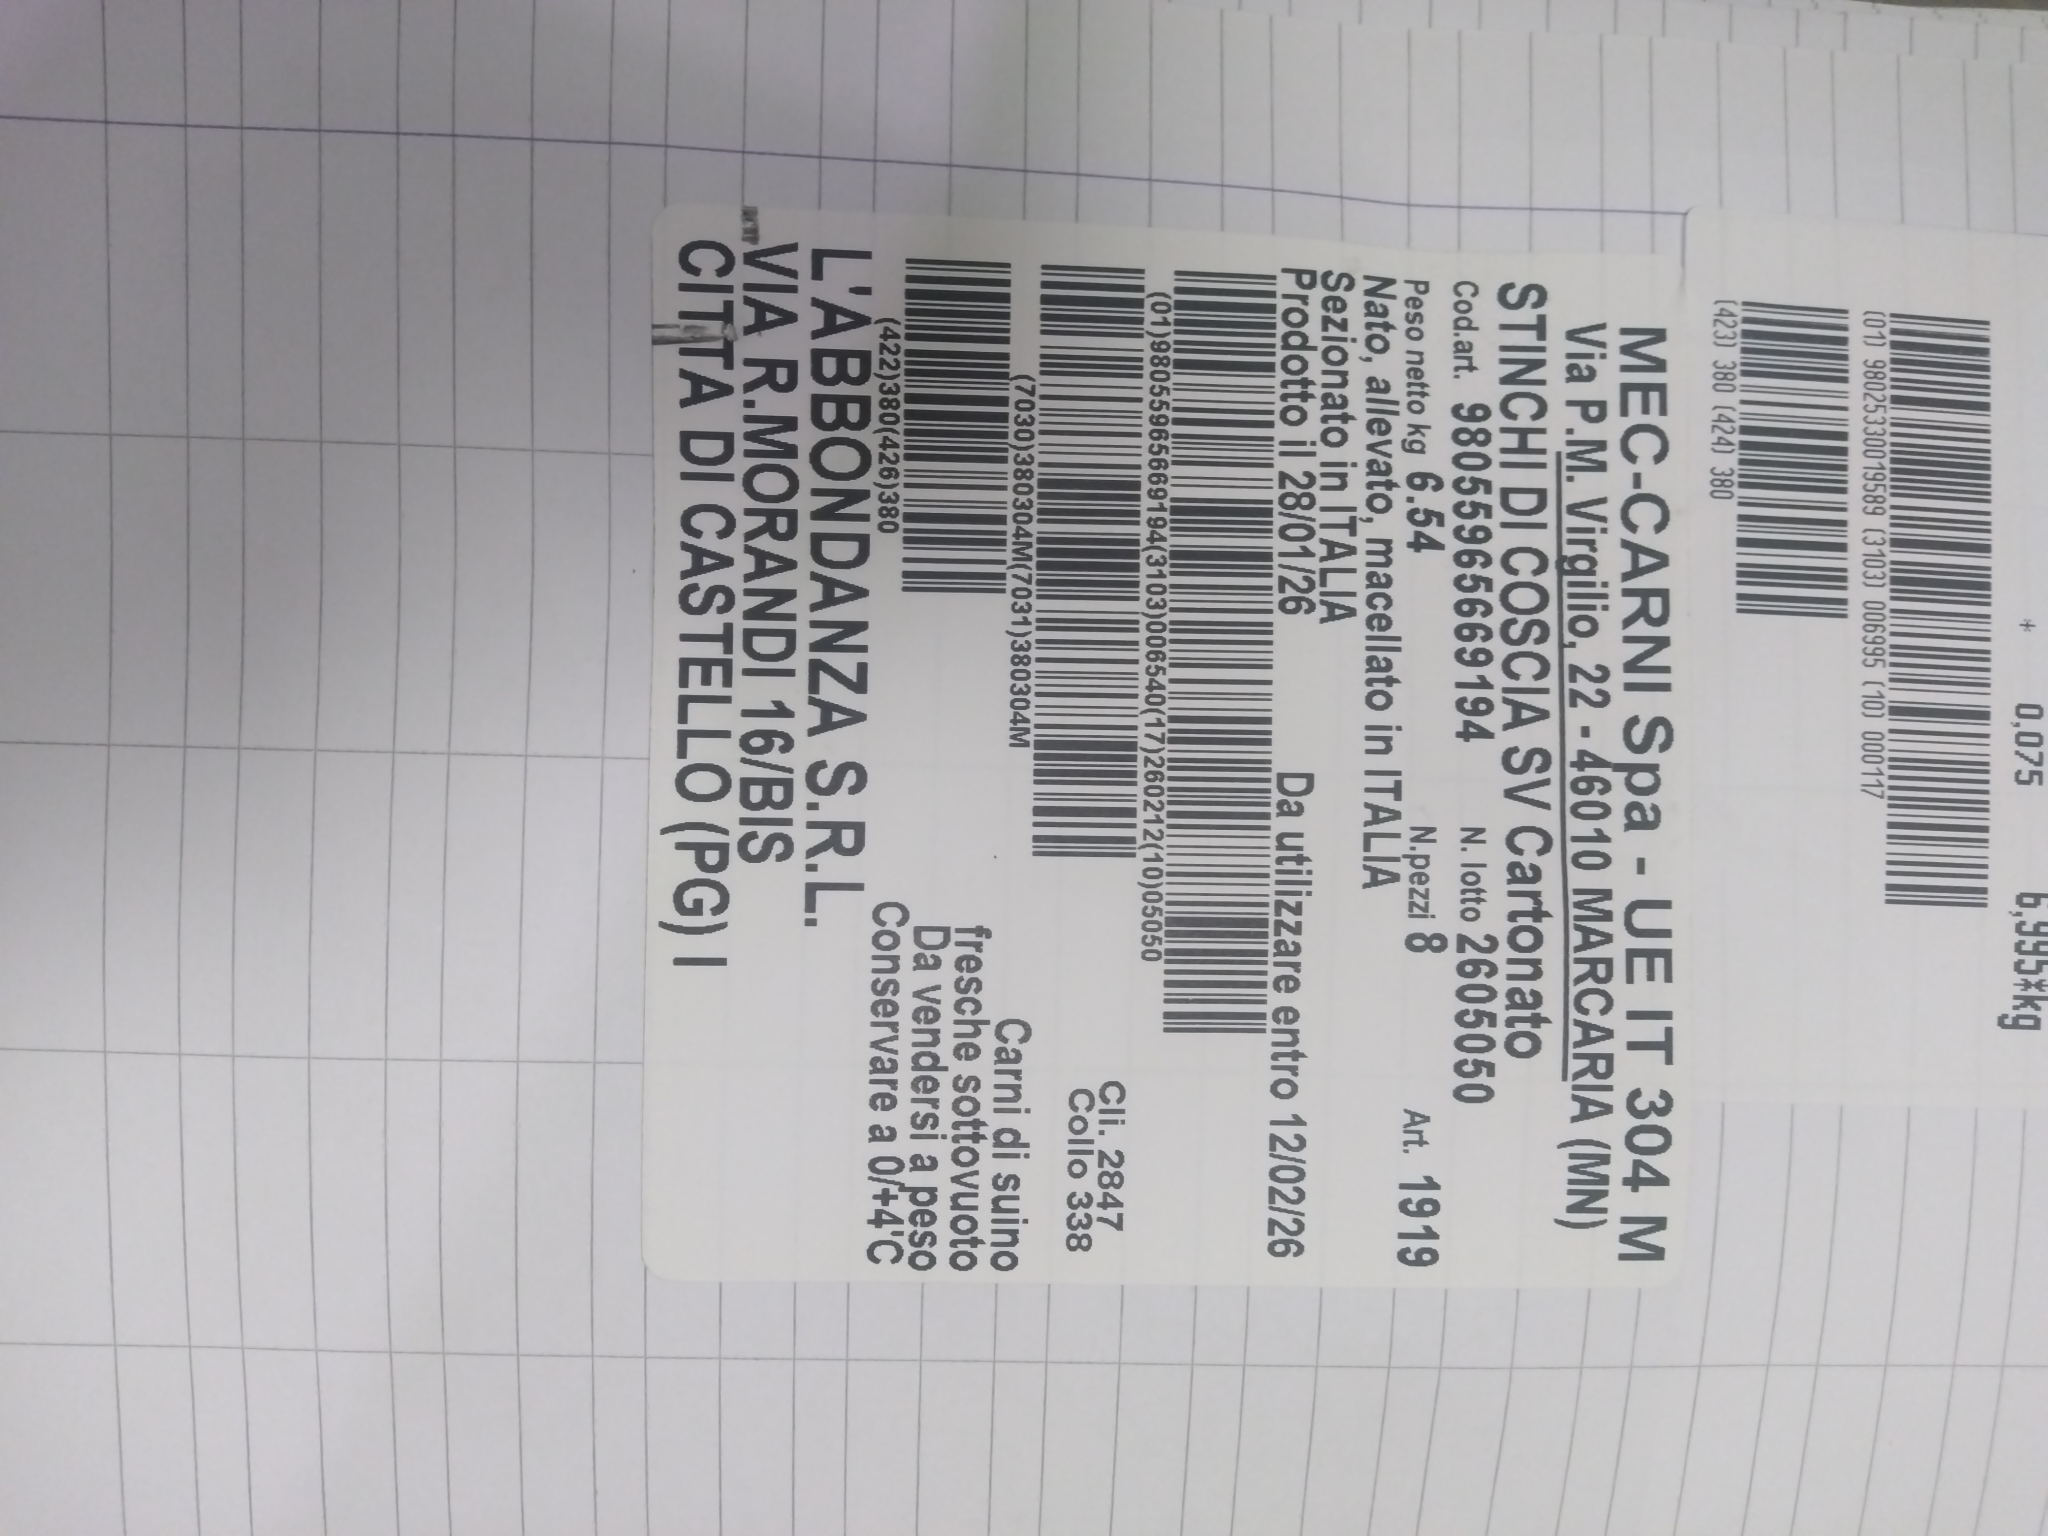 + 0,075 6,995*kg
(01) 98025330019589 (3103) 006995 (10) 000117
(423) 380 (424) 380
MEC-CARNI Spa - UE IT 304 M
Via P.M. Virgilio, 22 - 46010 MARCARIA (MN)
STINCHI DI COSCIA SV Cartonato
Cod.art. 98055965669194 N. lotto 2605050
Peso netto kg 6.54 N.pezzi 8 Art. 1919
Nato, allevato, macellato in ITALIA
Sezionato in ITALIA
Prodotto il 28/01/26 Da utilizzare entro 12/02/26
(01)98055965669194(3103)006540(17)260212(10)05050
Cli. 2847
Collo 338
(7030)380304M(7031)380304M
Carni di suino
fresche sottovuoto
Da vendersi a peso
Conservare a 0/+4'C
(422)380(426)380
L'ABBONDANZA S.R.L.
VIA R.MORANDI 16/BIS
CITTA DI CASTELLO (PG) I